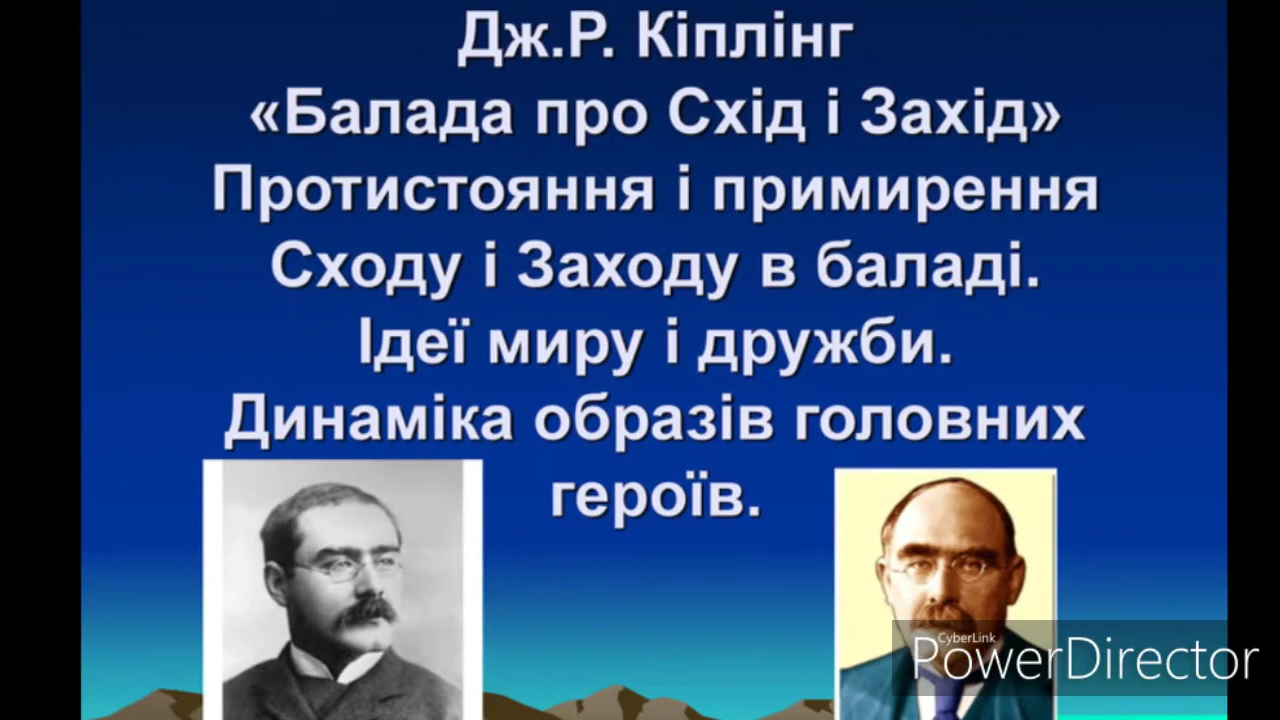 Дж.Р. Кіплінг
«Балада про Схід і Захід»
Протистояння і примирення
Сходу і Заходу в баладі.
Ідеї миру і дружби.
Динаміка образів головних
героїв.
CyberLink
PowerDirector